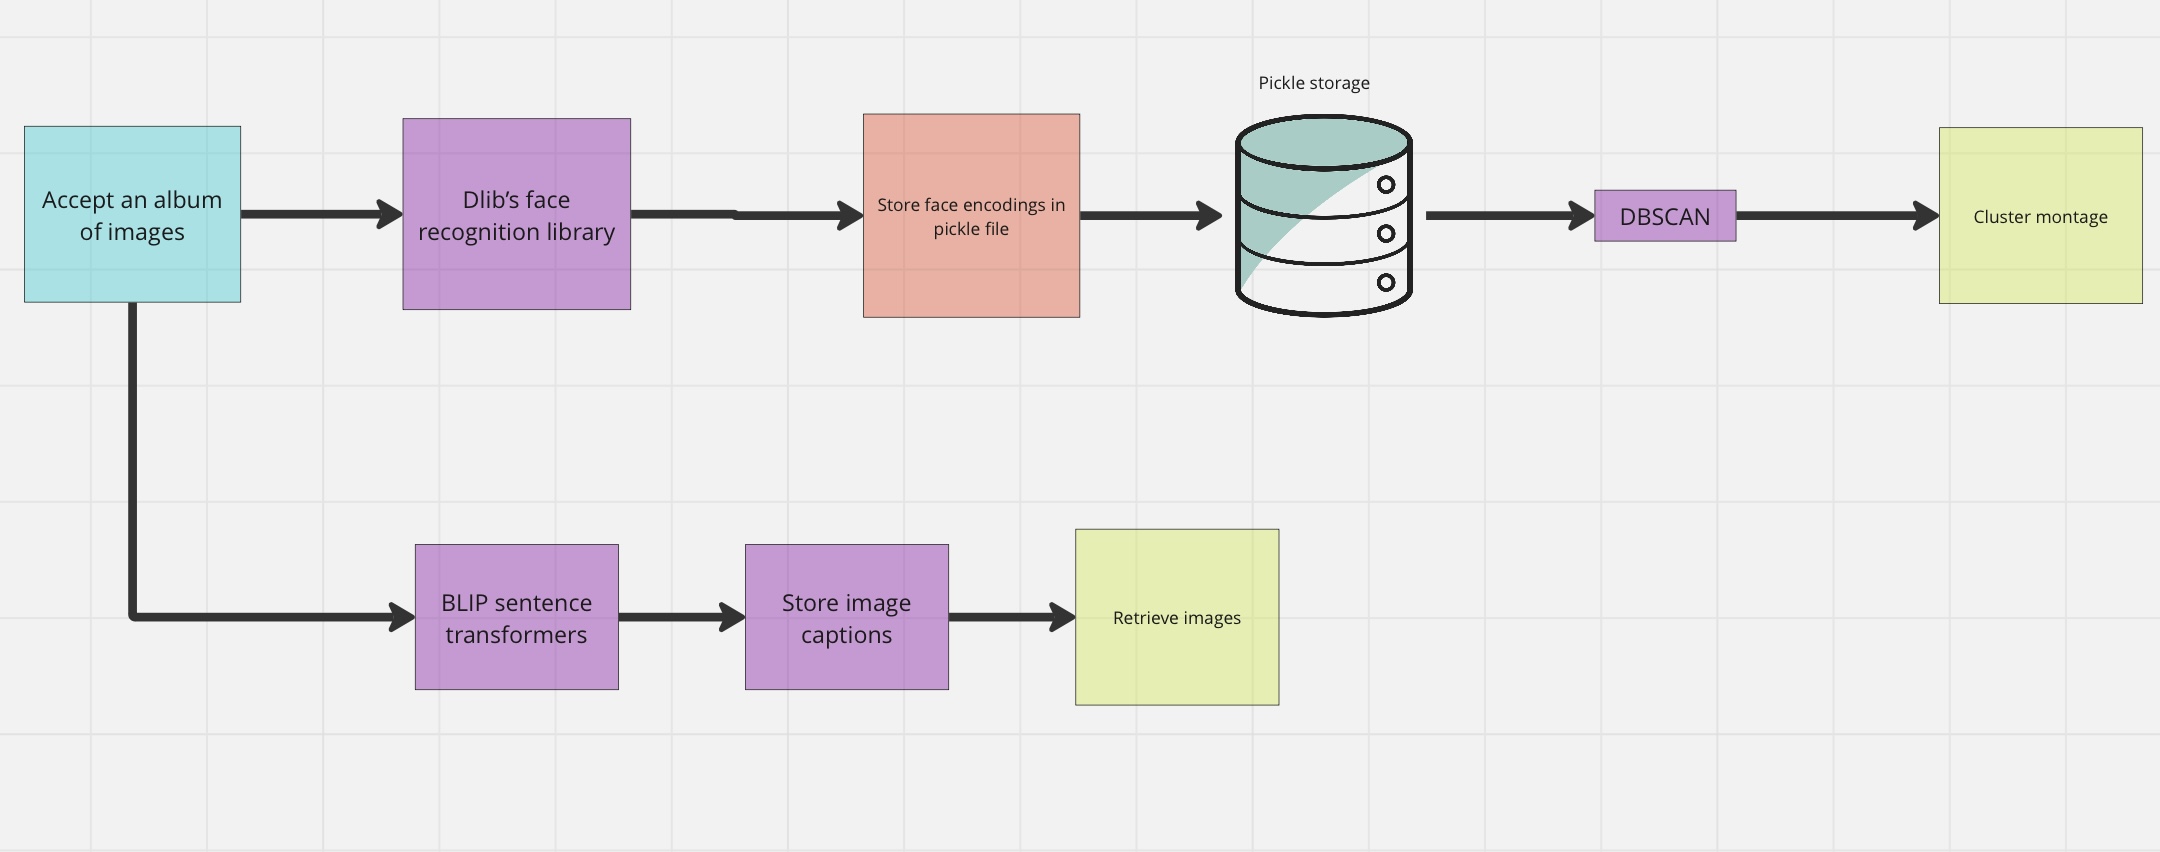 Pickle storage
Accept an album
of images
Dlib’s face
recognition library
Store face encodings in
pickle file
DBSCAN
Cluster montage
BLIP sentence
transformers
Store image
captions
Retrieve images